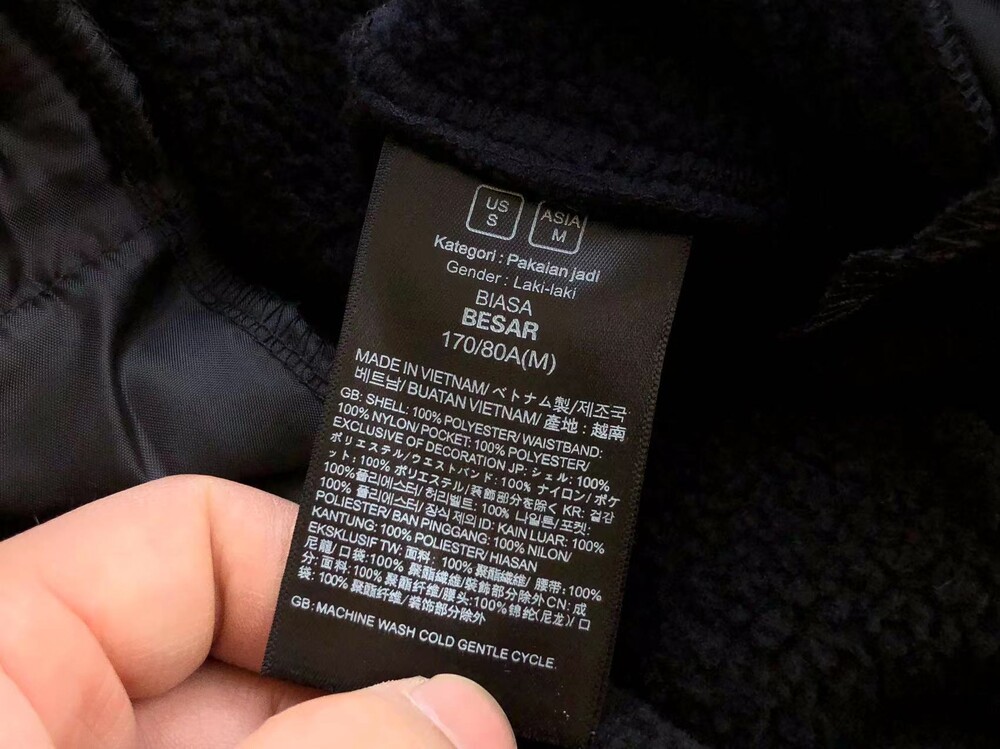 US
S
ASIA
M
Kategori : Pakaian jadi
Gender : Laki-laki
BIASA
BESAR
170/80A(M)
MADE IN VIETNAM/ ベトナム製/제조국
베트남/ BUATAN VIETNAM/ 產地 : 越南
GB: SHELL: 100% POLYESTER/ WAISTBAND:
100% NYLON/ POCKET: 100% POLYESTER/
EXCLUSIVE OF DECORATION JP: シェル: 100%
ポリエステル/ ウエストバンド: 100% ナイロン/ ポケ
ット: 100% ポリエステル/ 装飾部分を除く KR: 겉감
100% 폴리에스터/ 허리벨트: 100% 나일론/ 포켓:
100% 폴리에스터/ 장식 제외 ID: KAIN LUAR: 100%
POLIESTER/ BAN PINGGANG: 100% NILON/
KANTUNG: 100% POLIESTER/ HIASAN
EKSKLUSIF TW: 面料: 100% 聚酯纖維/ 腰帶: 100%
尼龍/ 口袋: 100% 聚酯纖維/ 裝飾部分除外 CN: 成
分: 面料: 100% 聚酯纤维/ 腰头: 100% 锦纶(尼龙)/ 口
袋: 100% 聚酯纤维/ 装饰部分除外
GB: MACHINE WASH COLD GENTLE CYCLE.